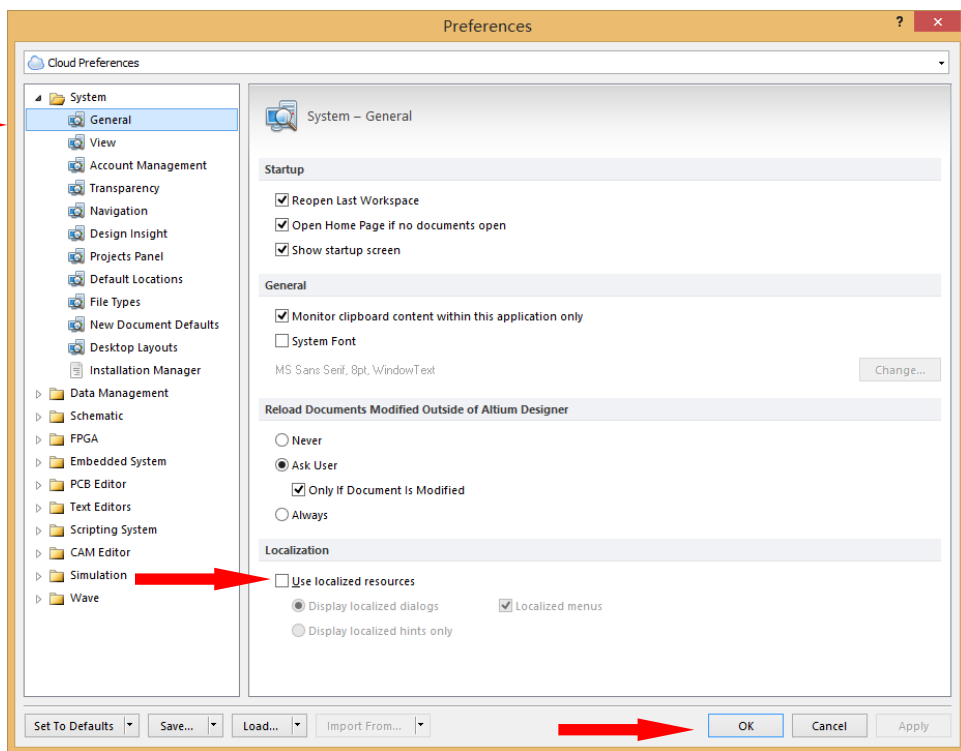 Preferences
?
×
Cloud Preferences
System
General
View
Account Management
Transparency
Navigation
Design Insight
Projects Panel
Default Locations
File Types
New Document Defaults
Desktop Layouts
Installation Manager
Data Management
Schematic
FPGA
Embedded System
PCB Editor
Text Editors
Scripting System
CAM Editor
Simulation
Wave
System – General
Startup
Reopen Last Workspace
Open Home Page if no documents open
Show startup screen
General
Monitor clipboard content within this application only
System Font
MS Sans Serif, 8pt, WindowText
Change...
Reload Documents Modified Outside of Altium Designer
Never
Ask User
Only If Document Is Modified
Always
Localization
Use localized resources
Display localized dialogs
Localized menus
Display localized hints only
Set To Defaults
Save...
Load...
Import From...
OK
Cancel
Apply